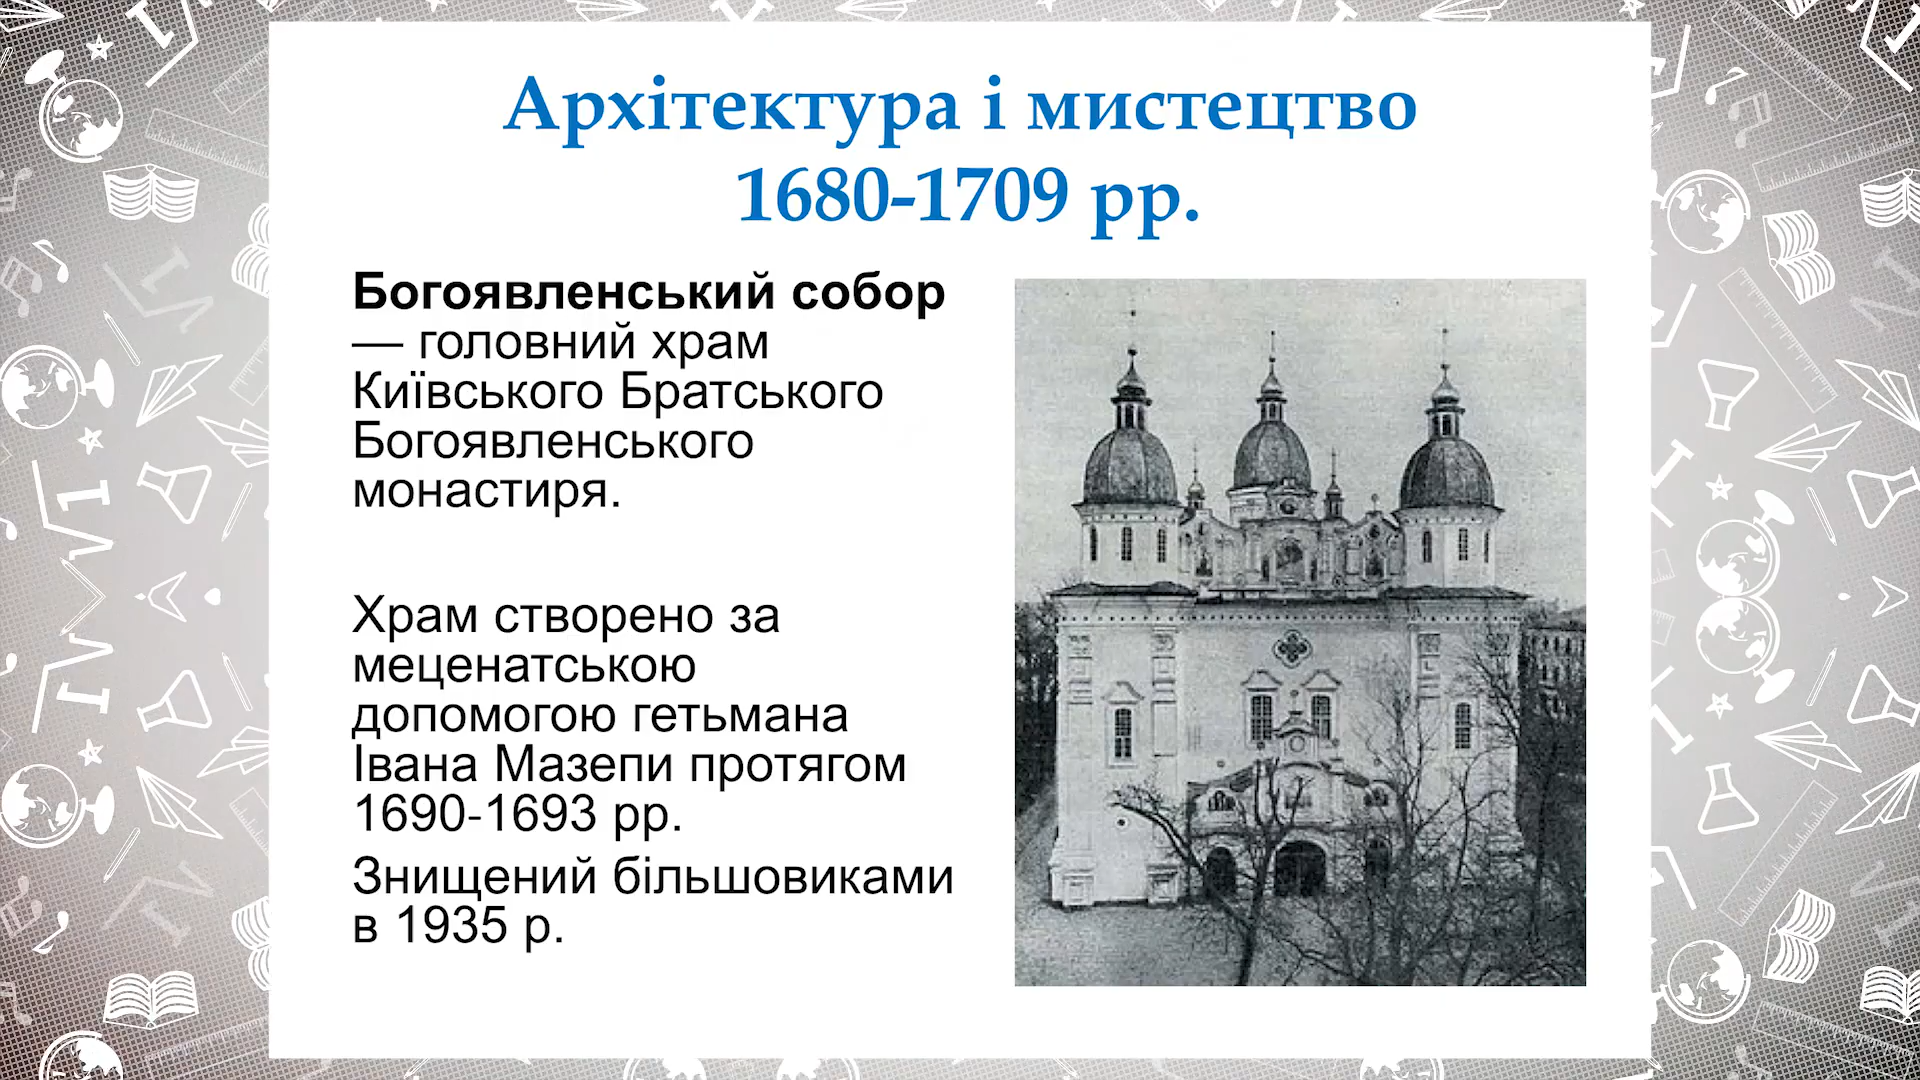 Архітектура і мистецтво
1680-1709 рр.
Богоявленський собор
— головний храм
Київського Братського
Богоявленського
монастиря.
Храм створено за
меценатською
допомогою гетьмана
Івана Мазепи протягом
1690-1693 рр.
Знищений більшовиками
в 1935 р.